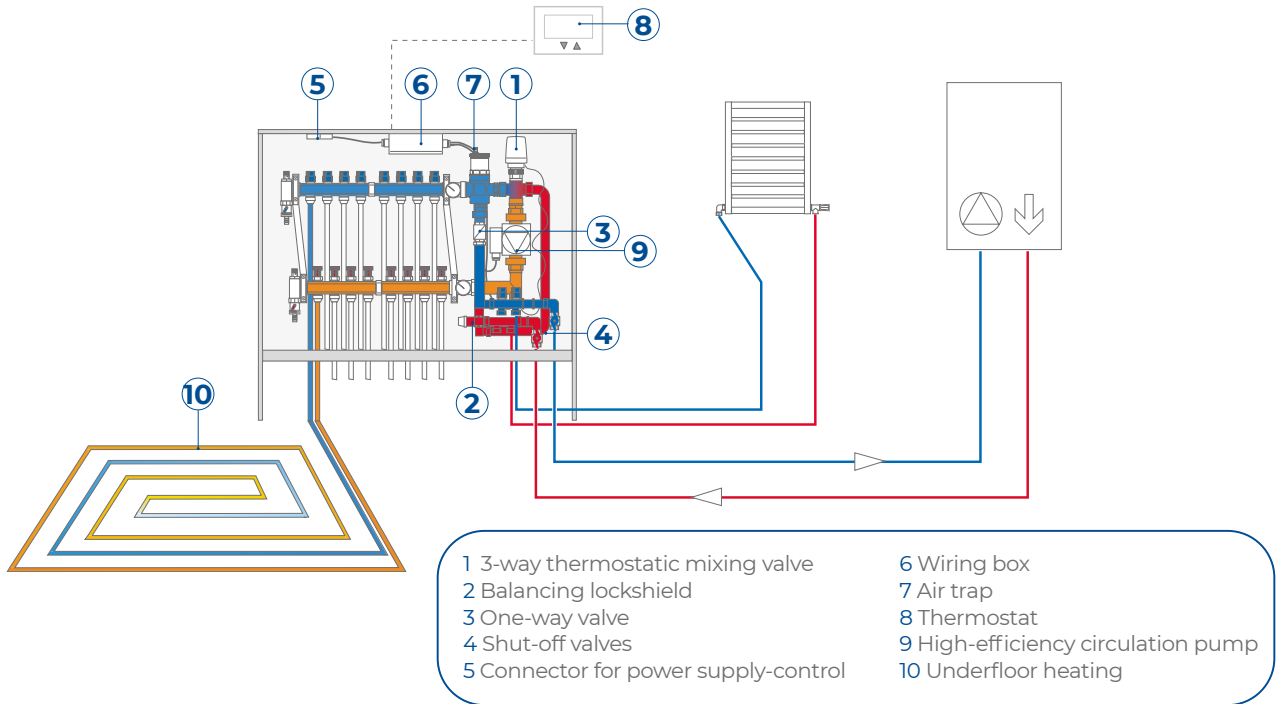 8
5
6
7
1
3
9
4
2
10
1 3-way thermostatic mixing valve
2 Balancing lockshield
3 One-way valve
4 Shut-off valves
5 Connector for power supply-control
6 Wiring box
7 Air trap
8 Thermostat
9 High-efficiency circulation pump
10 Underfloor heating